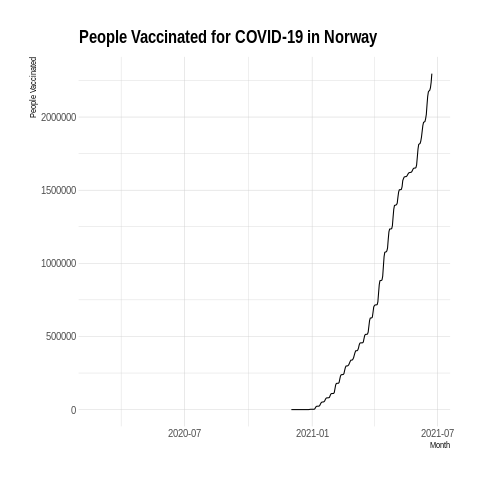 People Vaccinated for COVID-19 in Norway
People Vaccinated
2000000
1500000
1000000
500000
0
2020-07
2021-01
2021-07
Month